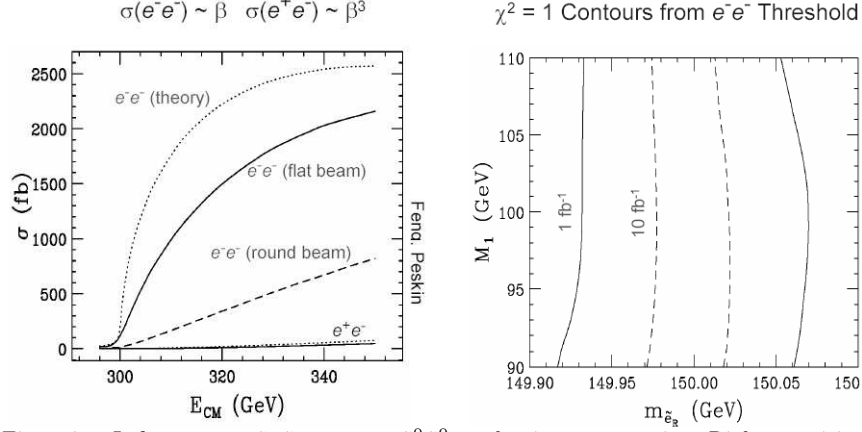 σ(e⁻e⁻) ~ β σ(e⁺e⁻) ~ β³
χ² = 1 Contours from e⁻e⁻ Threshold
2500
2000
1500
1000
500
0
σ (fb)
e⁻e⁻ (theory)
e⁻e⁻ (flat beam)
e⁻e⁻ (round beam)
e⁺e⁻
300
320
340
E_CM (GeV)
Feng, Peskin
110
105
100
95
90
M₁ (GeV)
1 fb⁻¹
10 fb⁻¹
149.90
149.95
150.00
150.05
150
m_ẽ_R (GeV)